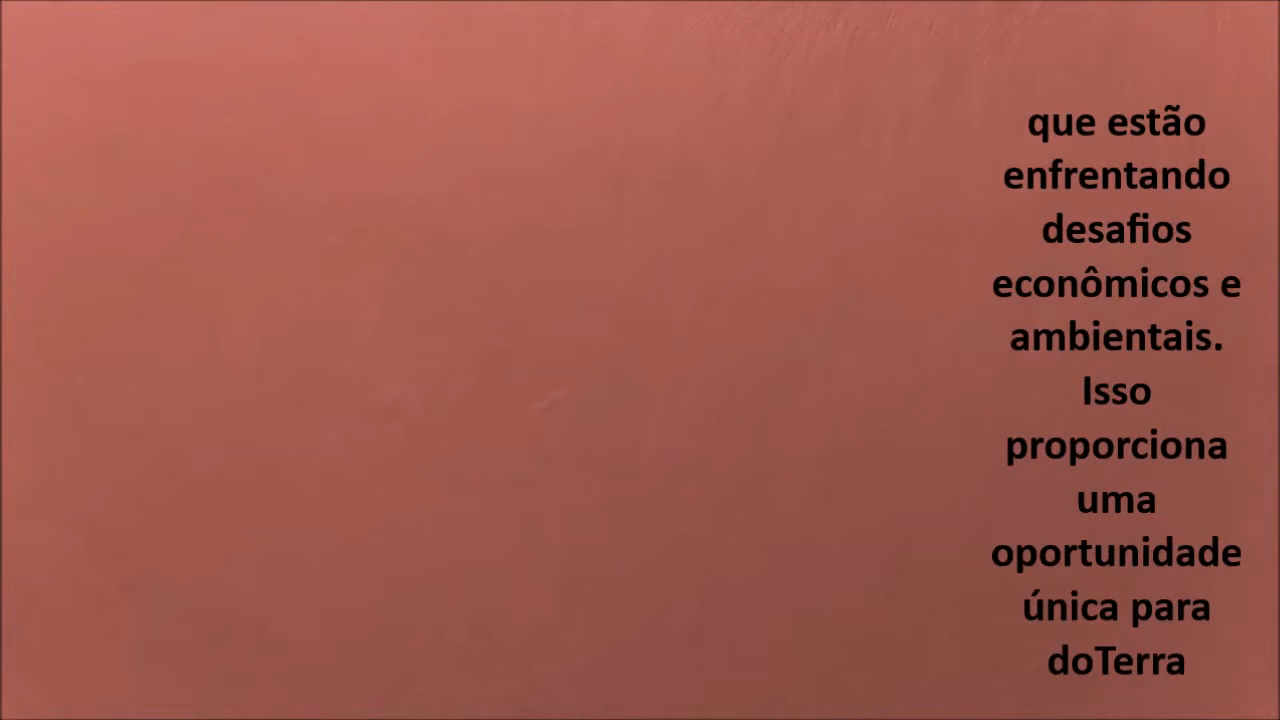 que estão
enfrentando
desafios
econômicos e
ambientais.
Isso
proporciona
uma
oportunidade
única para
doTerra